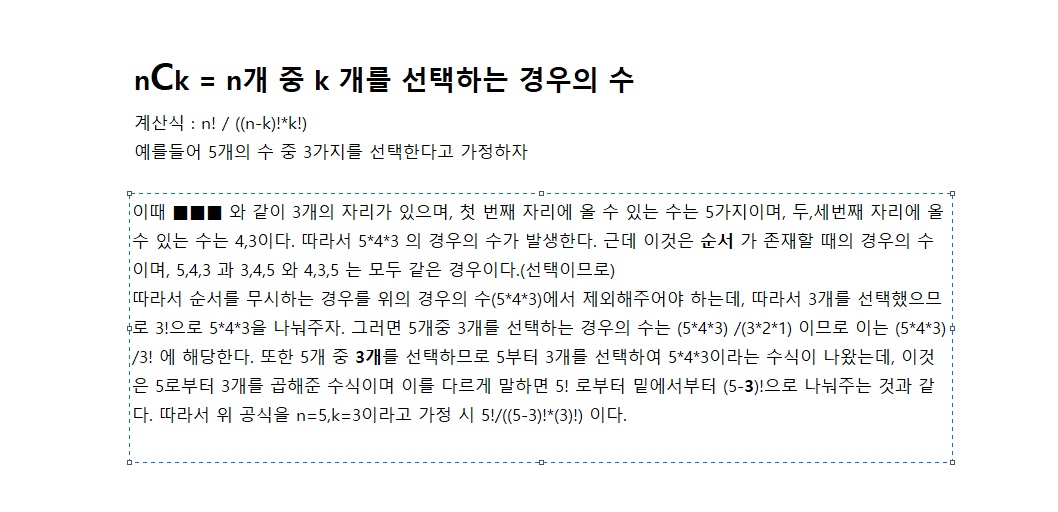 nCk = n개 중 k 개를 선택하는 경우의 수
계산식 : n! / ((n-k)!*k!)
예를들어 5개의 수 중 3가지를 선택한다고 가정하자
이때 ■■■ 와 같이 3개의 자리가 있으며, 첫 번째 자리에 올 수 있는 수는 5가지이며, 두,세번째 자리에 올
수 있는 수는 4,3이다. 따라서 5*4*3 의 경우의 수가 발생한다. 근데 이것은 순서 가 존재할 때의 경우의 수
이며, 5,4,3 과 3,4,5 와 4,3,5 는 모두 같은 경우이다.(선택이므로)
따라서 순서를 무시하는 경우를 위의 경우의 수(5*4*3)에서 제외해주어야 하는데, 따라서 3개를 선택했으므
로 3!으로 5*4*3을 나눠주자. 그러면 5개중 3개를 선택하는 경우의 수는 (5*4*3) /(3*2*1) 이므로 이는 (5*4*3)
/3! 에 해당한다. 또한 5개 중 3개를 선택하므로 5부터 3개를 선택하여 5*4*3이라는 수식이 나왔는데, 이것
은 5로부터 3개를 곱해준 수식이며 이를 다르게 말하면 5! 로부터 밑에서부터 (5-3)!으로 나눠주는 것과 같
다. 따라서 위 공식을 n=5,k=3이라고 가정 시 5!/((5-3)!*(3)!) 이다.